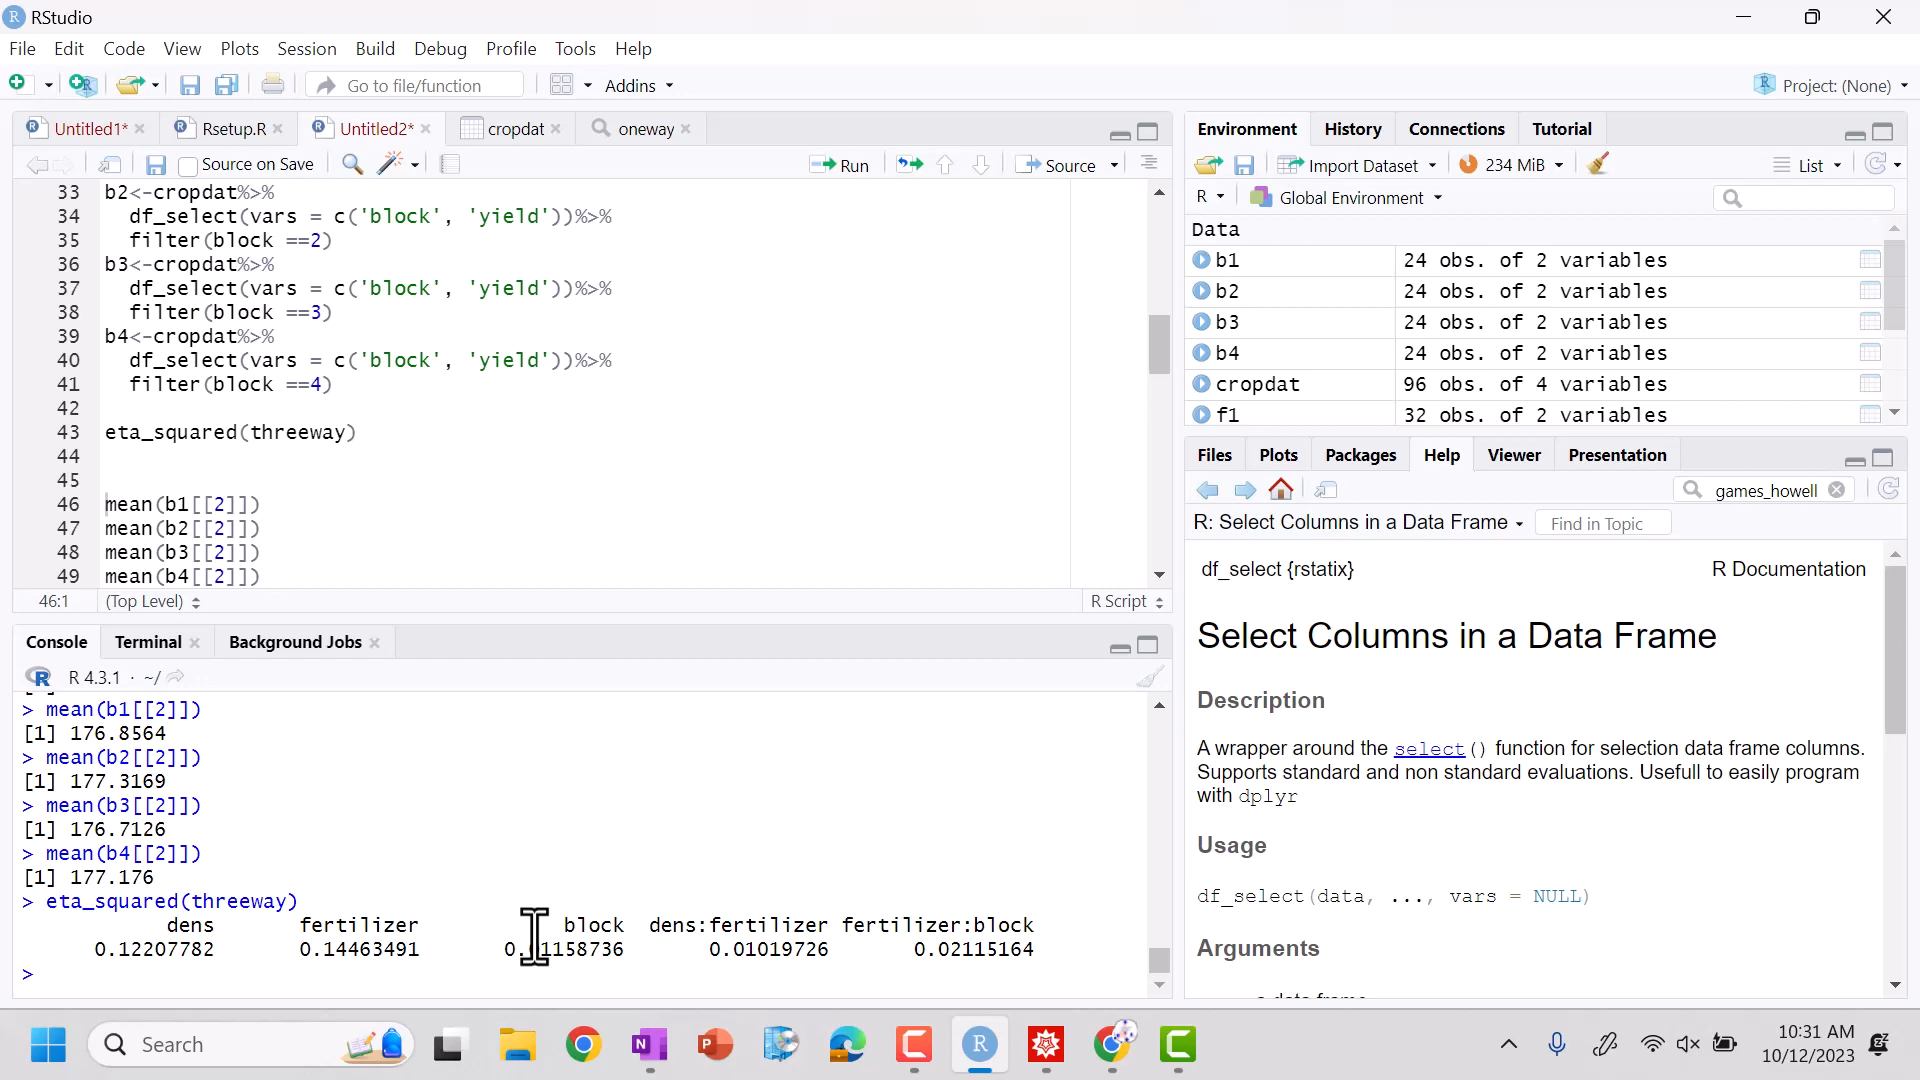 RStudio
File Edit Code View Plots Session Build Debug Profile Tools Help
Go to file/function Addins Project: (None)
Untitled1* Rsetup.R Untitled2* cropdat oneway
Source on Save Run Source
33 b2<-cropdat%>%
34 df_select(vars = c('block', 'yield'))%>%
35 filter(block ==2)
36 b3<-cropdat%>%
37 df_select(vars = c('block', 'yield'))%>%
38 filter(block ==3)
39 b4<-cropdat%>%
40 df_select(vars = c('block', 'yield'))%>%
41 filter(block ==4)
42
43 eta_squared(threeway)
44
45
46 mean(b1[[2]])
47 mean(b2[[2]])
48 mean(b3[[2]])
49 mean(b4[[2]])
46:1 (Top Level) R Script
Console Terminal Background Jobs
R 4.3.1 · ~/
> mean(b1[[2]])
[1] 176.8564
> mean(b2[[2]])
[1] 177.3169
> mean(b3[[2]])
[1] 176.7126
> mean(b4[[2]])
[1] 177.176
> eta_squared(threeway)
dens fertilizer block dens:fertilizer fertilizer:block
0.12207782 0.14463491 0.01158736 0.01019726 0.02115164
>
Environment History Connections Tutorial
Import Dataset 234 MiB List
R Global Environment
Data
b1 24 obs. of 2 variables
b2 24 obs. of 2 variables
b3 24 obs. of 2 variables
b4 24 obs. of 2 variables
cropdat 96 obs. of 4 variables
f1 32 obs. of 2 variables
Files Plots Packages Help Viewer Presentation
games_howell
R: Select Columns in a Data Frame Find in Topic
df_select {rstatix} R Documentation
Select Columns in a Data Frame
Description
A wrapper around the select() function for selection data frame columns.
Supports standard and non standard evaluations. Usefull to easily program
with dplyr
Usage
df_select(data, ..., vars = NULL)
Arguments
Search
10:31 AM
10/12/2023